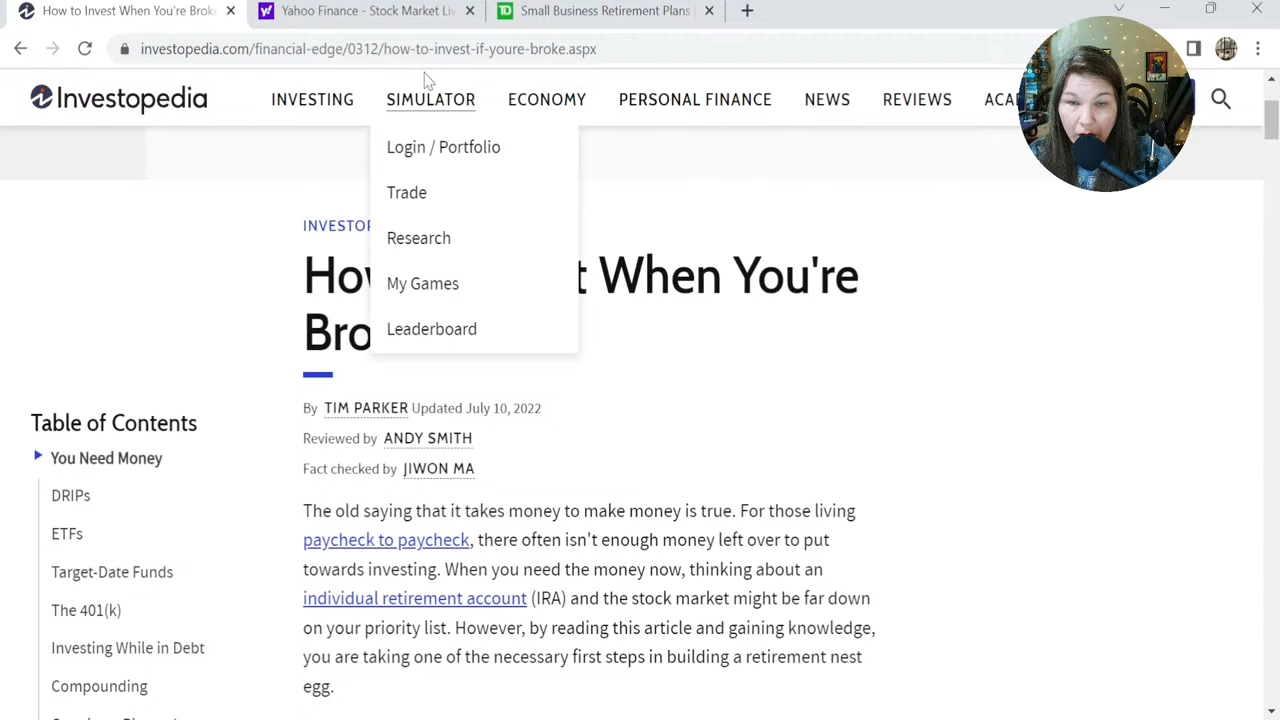 How to Invest When You're Broke
Yahoo Finance - Stock Market Liv
Small Business Retirement Plans
investopedia.com/financial-edge/0312/how-to-invest-if-youre-broke.aspx
Investopedia
INVESTING SIMULATOR ECONOMY PERSONAL FINANCE NEWS REVIEWS ACA
Login / Portfolio
Trade
Research
My Games
Leaderboard
INVESTOP
How t When You're
Bro
By TIM PARKER Updated July 10, 2022
Reviewed by ANDY SMITH
Fact checked by JIWON MA
Table of Contents
You Need Money
DRIPs
ETFs
Target-Date Funds
The 401(k)
Investing While in Debt
Compounding
The old saying that it takes money to make money is true. For those living
paycheck to paycheck, there often isn't enough money left over to put
towards investing. When you need the money now, thinking about an
individual retirement account (IRA) and the stock market might be far down
on your priority list. However, by reading this article and gaining knowledge,
you are taking one of the necessary first steps in building a retirement nest
egg.